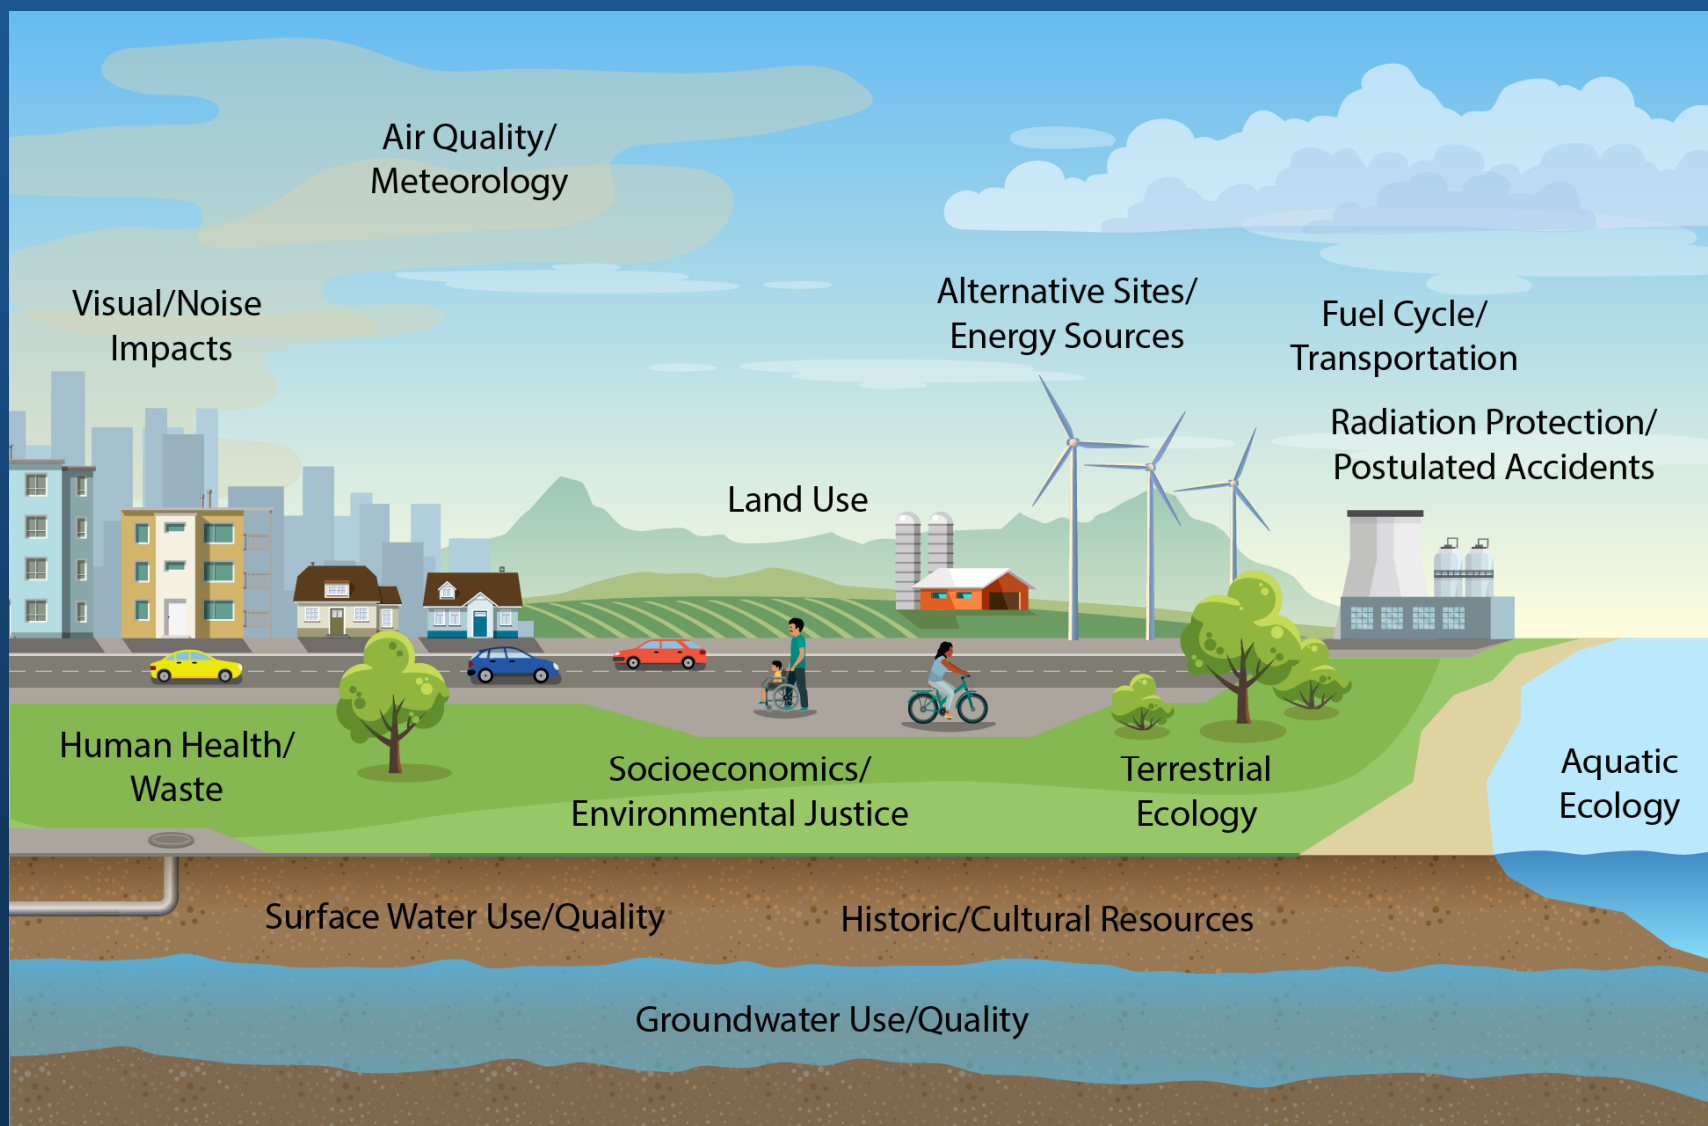 Air Quality/
Meteorology
Visual/Noise
Impacts
Alternative Sites/
Energy Sources
Fuel Cycle/
Transportation
Radiation Protection/
Postulated Accidents
Land Use
Human Health/
Waste
Socioeconomics/
Environmental Justice
Terrestrial
Ecology
Aquatic
Ecology
Surface Water Use/Quality
Historic/Cultural Resources
Groundwater Use/Quality